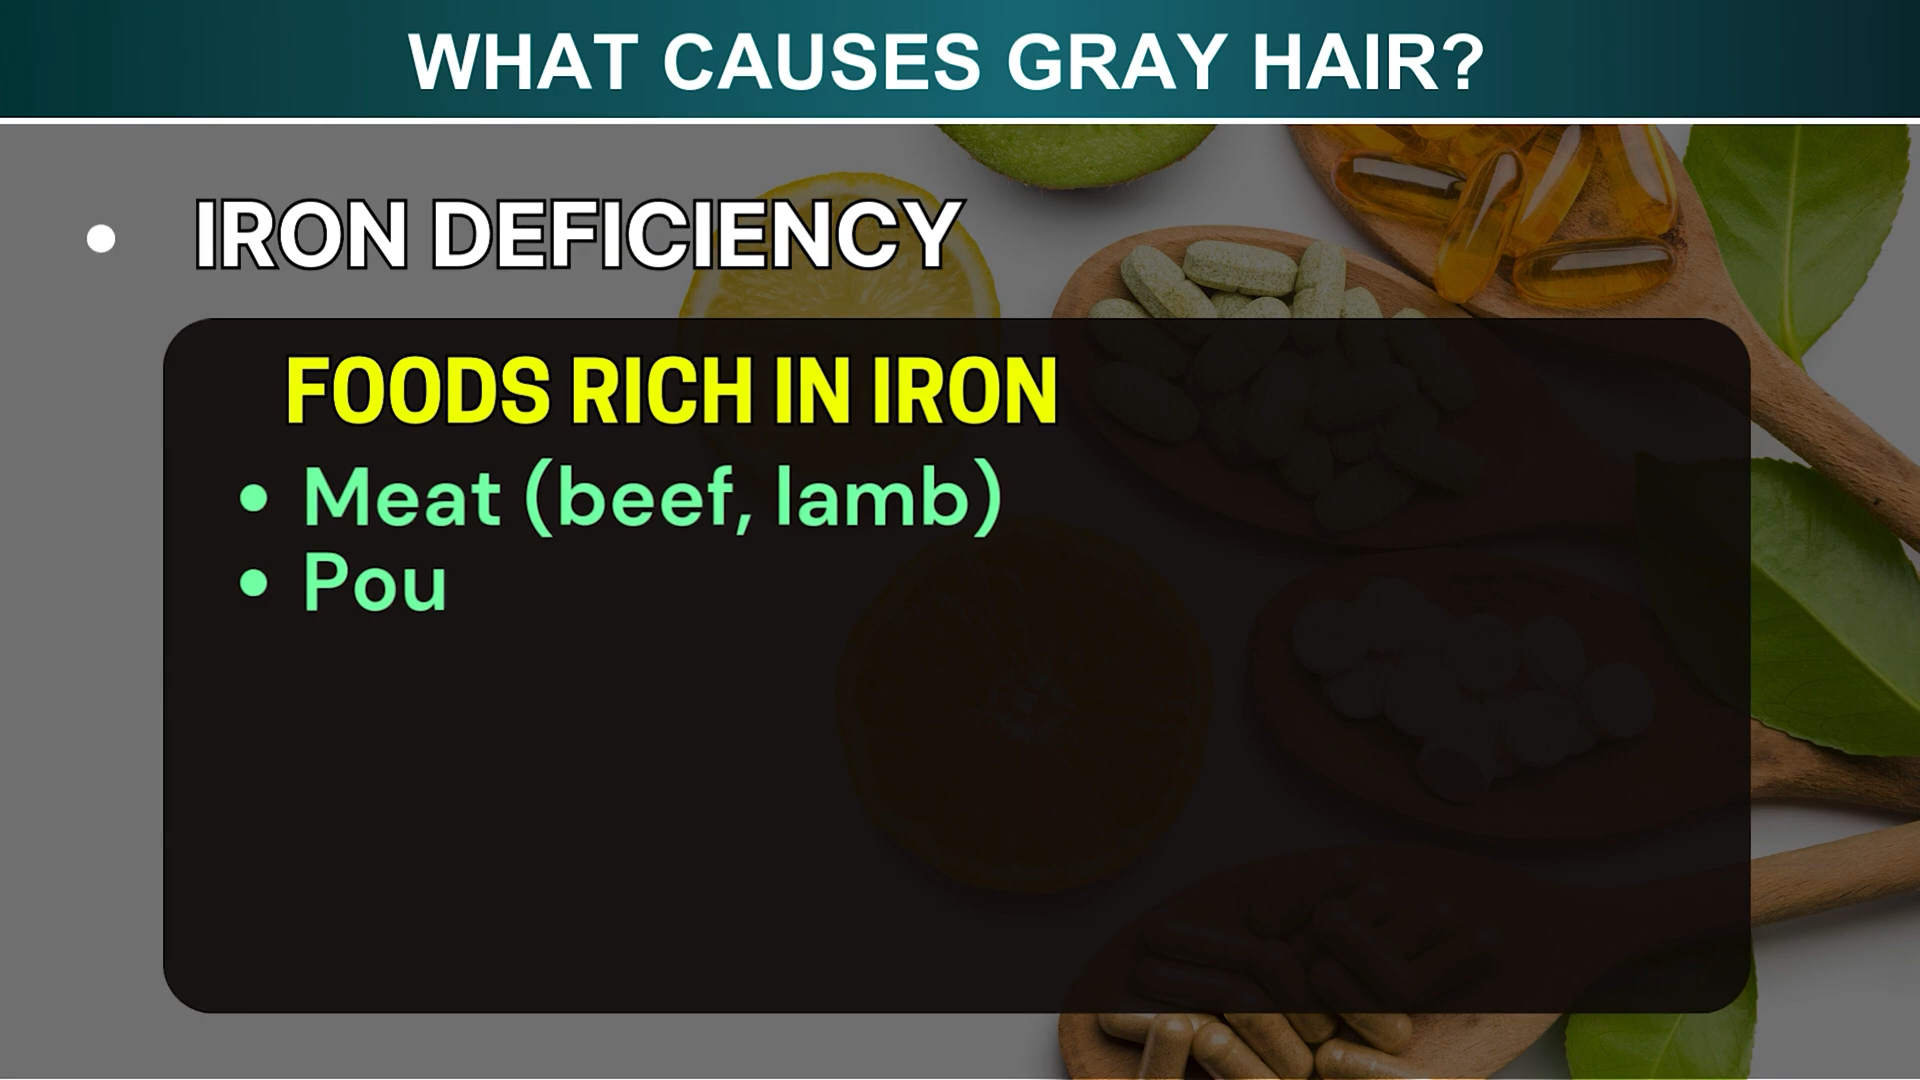 WHAT CAUSES GRAY HAIR?
• IRON DEFICIENCY
FOODS RICH IN IRON
• Meat (beef, lamb)
• Pou